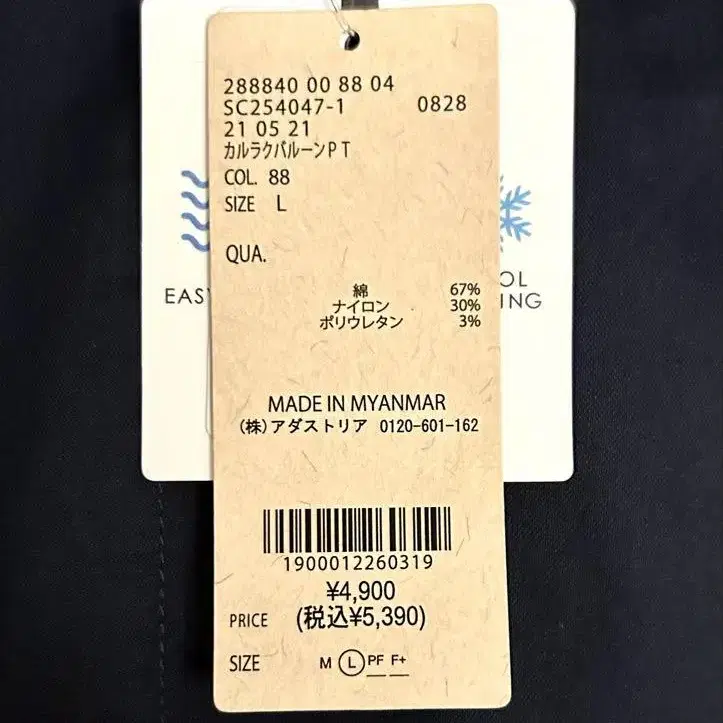 288840 00 88 04
SC254047-1 0828
21 05 21
カルラクバルーンPT
COL. 88
SIZE L
QUA.
綿 67%
ナイロン 30%
ポリウレタン 3%
MADE IN MYANMAR
(株)アダストリア 0120-601-162
1900012260319
¥4,900
PRICE (税込¥5,390)
SIZE M L PF F+
EASY